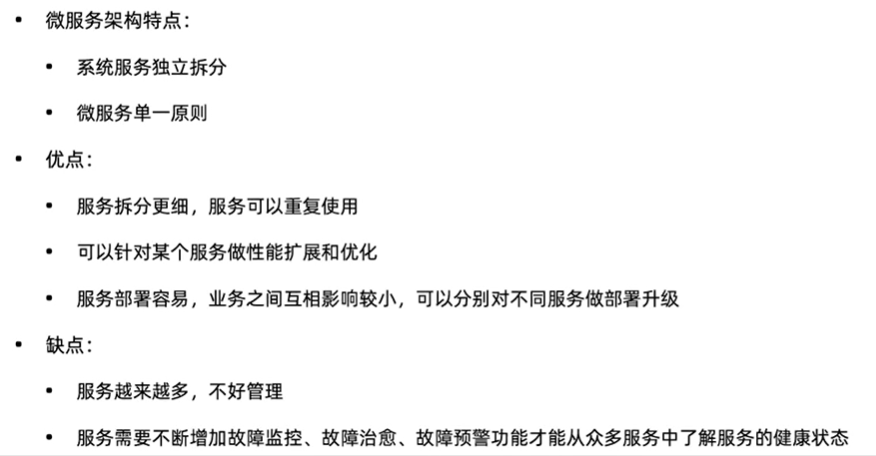 • 微服务架构特点：
• 系统服务独立拆分
• 微服务单一原则
• 优点：
• 服务拆分更细，服务可以重复使用
• 可以针对某个服务做性能扩展和优化
• 服务部署容易，业务之间互相影响较小，可以分别对不同服务做部署升级
• 缺点：
• 服务越来越多，不好管理
• 服务需要不断增加故障监控、故障治愈、故障预警功能才能从众多服务中了解服务的健康状态